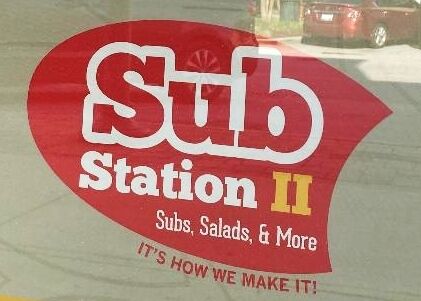 Sub
Station II
Subs, Salads, & More
IT'S HOW WE MAKE IT!